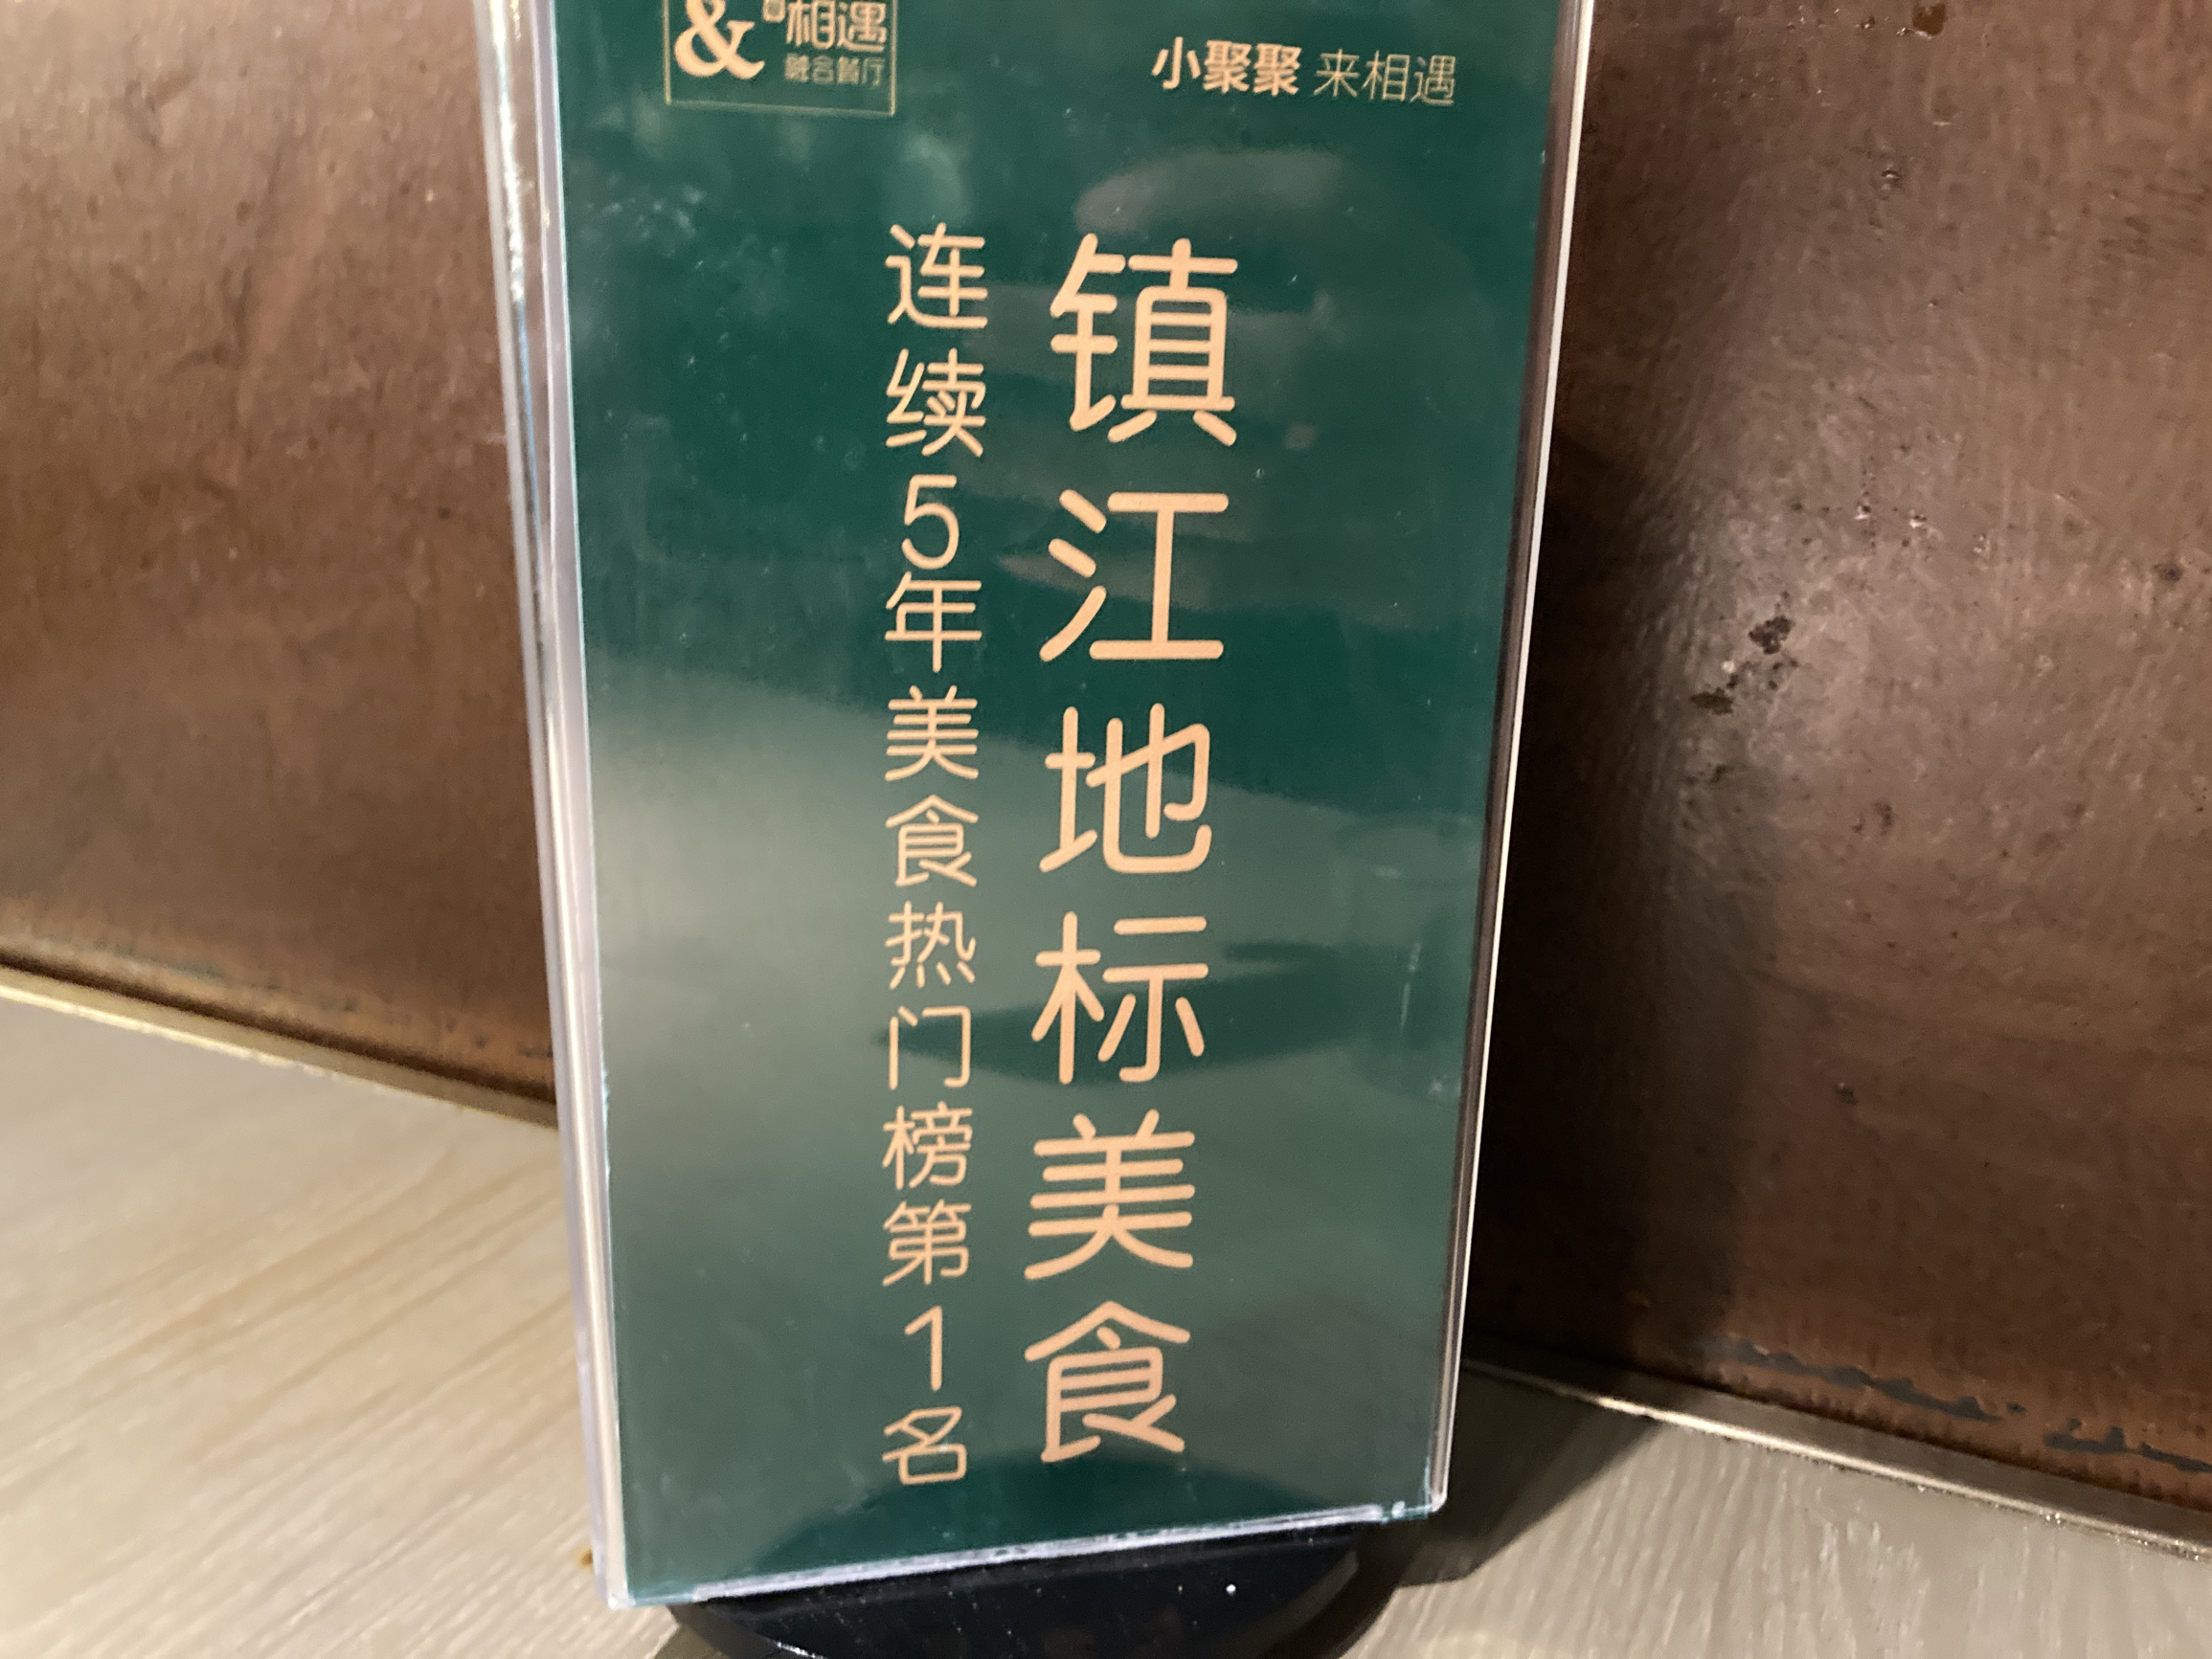 &
相遇
融合餐厅
小聚聚 来相遇
镇江地标美食
连续5年美食热门榜第1名